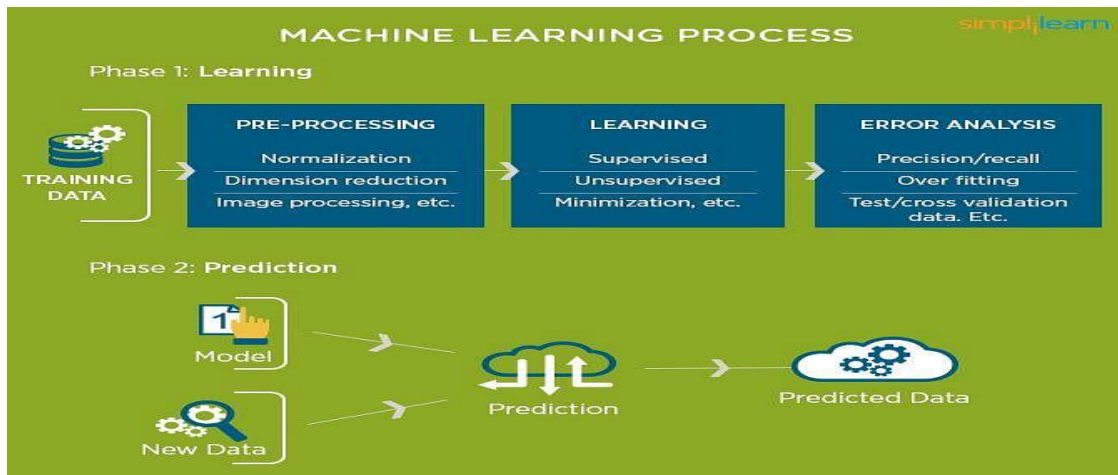 simplilearn
MACHINE LEARNING PROCESS
Phase 1: Learning
TRAINING
DATA
PRE-PROCESSING
Normalization
Dimension reduction
Image processing, etc.
LEARNING
Supervised
Unsupervised
Minimization, etc.
ERROR ANALYSIS
Precision/recall
Over fitting
Test/cross validation
data. Etc.
Phase 2: Prediction
1
Model
New Data
Prediction
Predicted Data